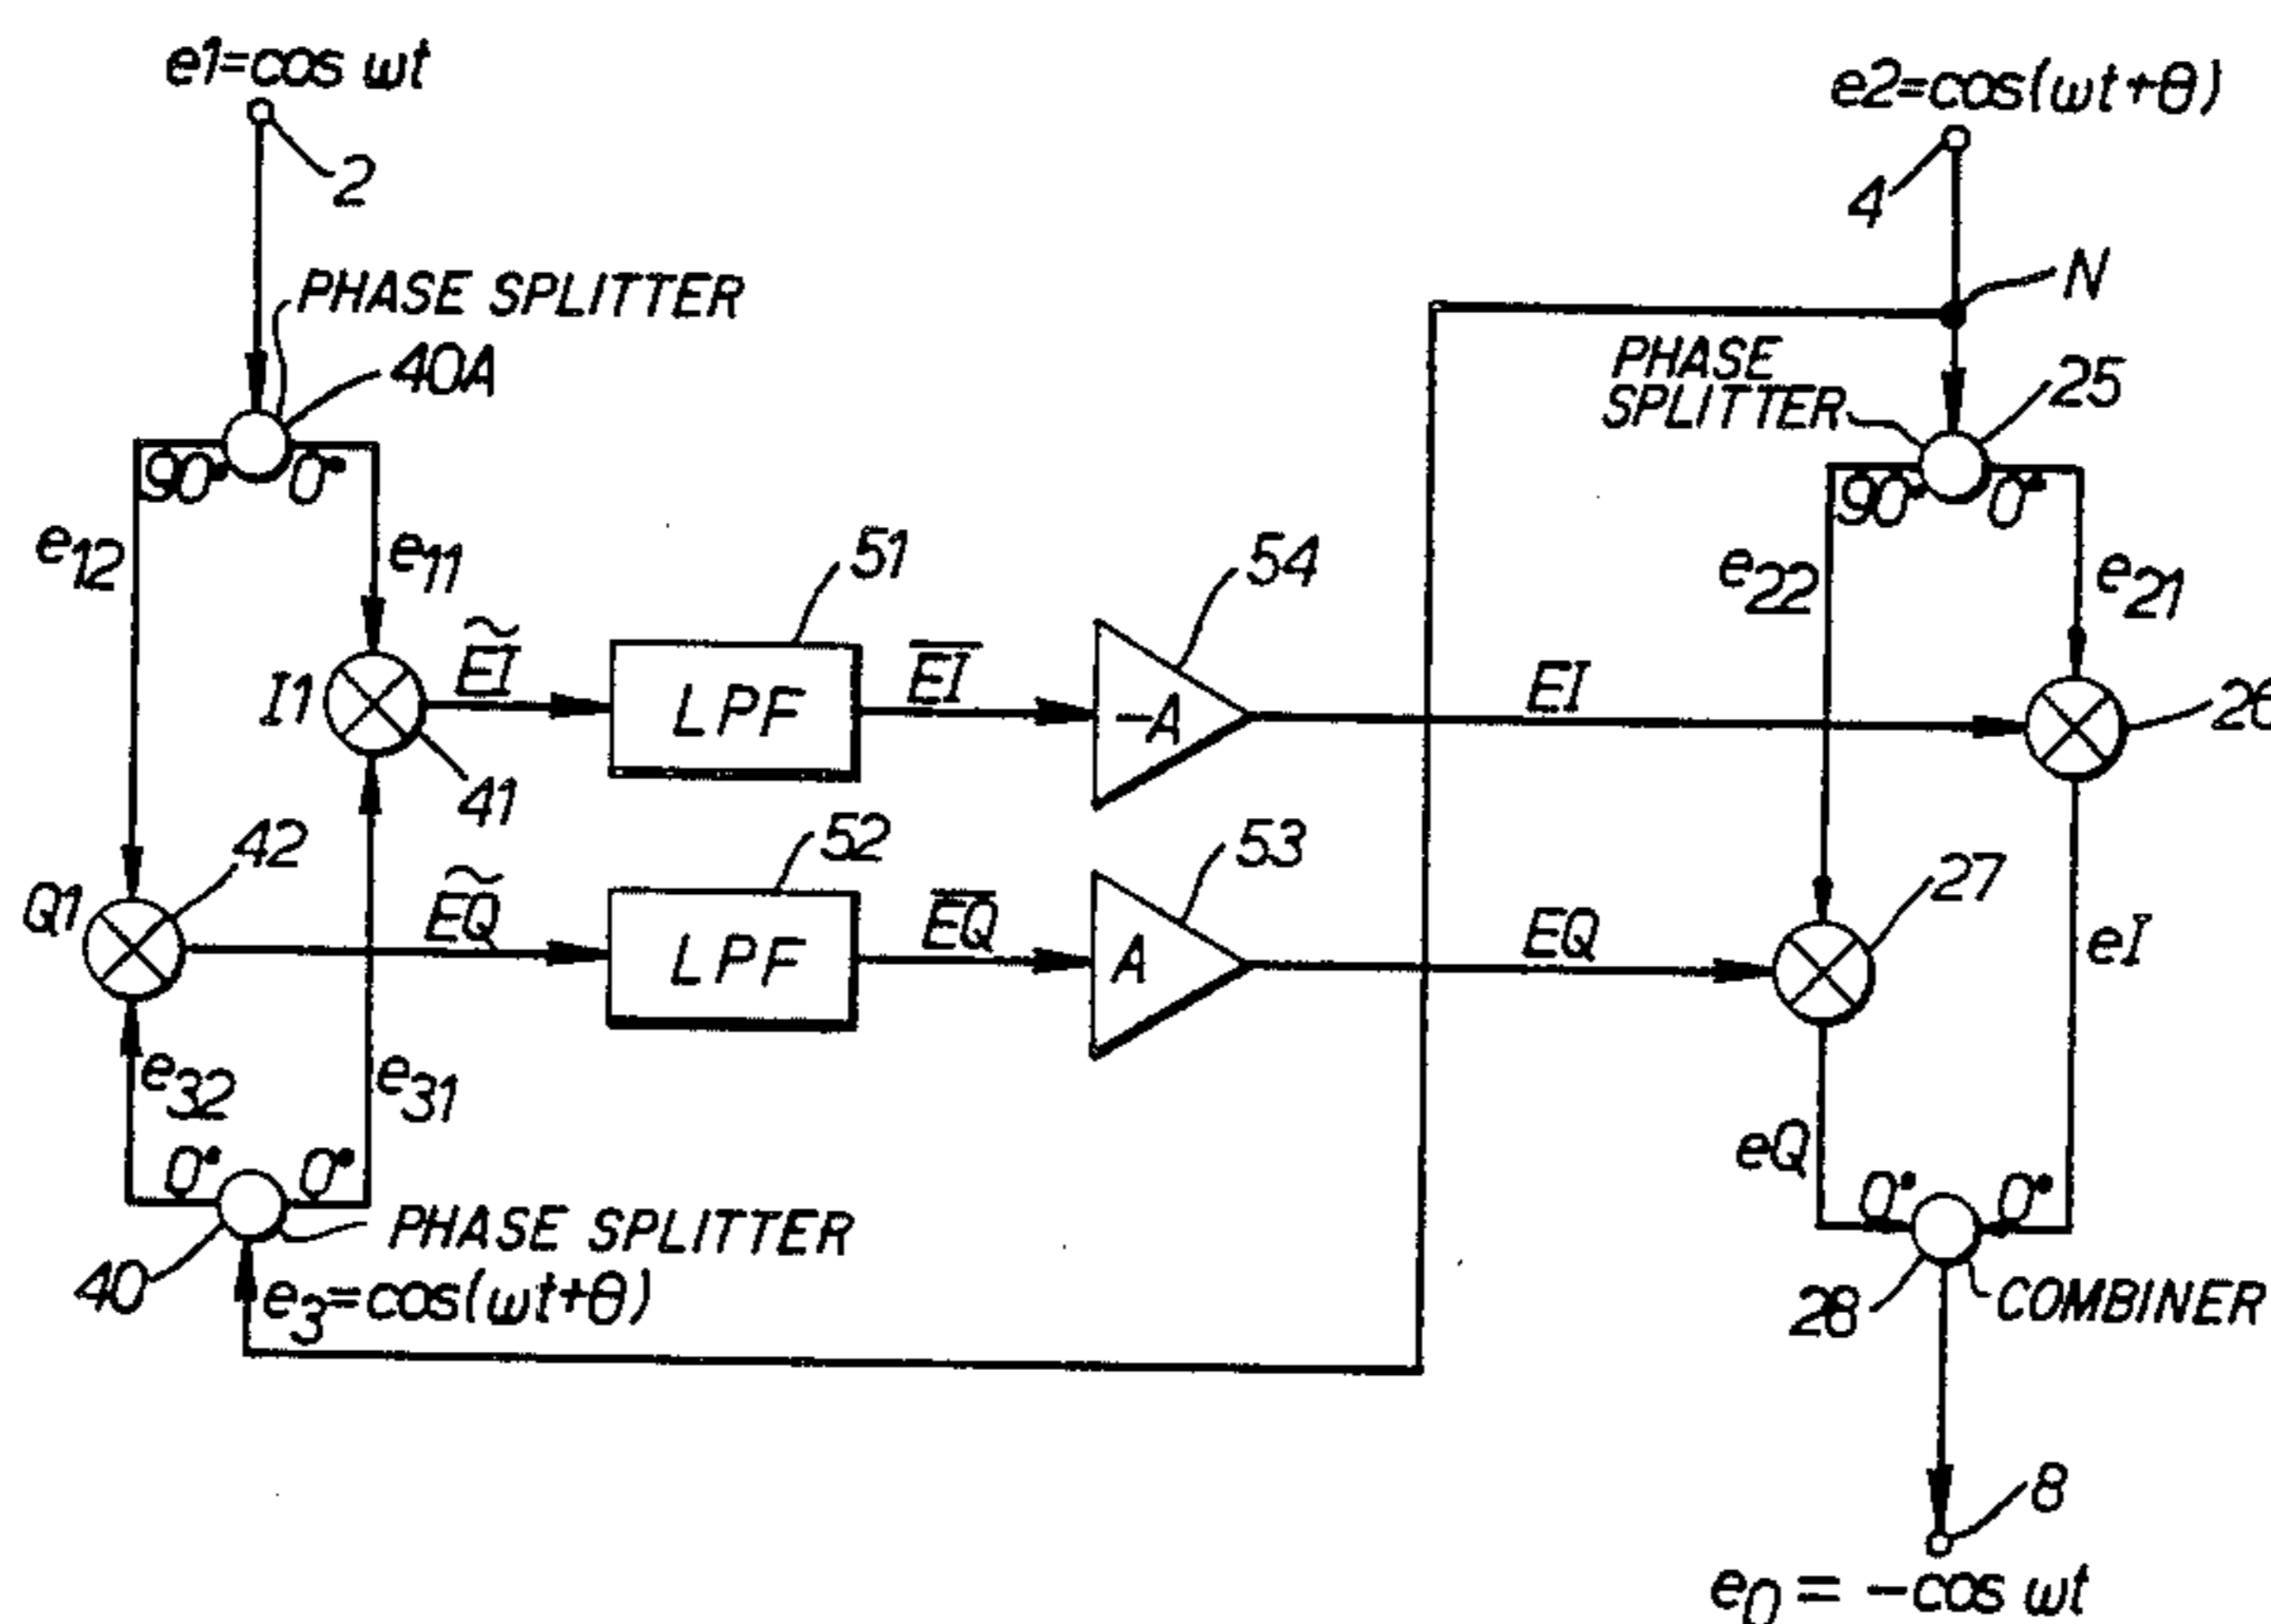 e1=cos ωt
2
PHASE SPLITTER
40A
90°
0°
e12
e11
I1
41
Q1
42
e32
e31
0°
0°
40
PHASE SPLITTER
e3=cos(ωt+θ)
~EI
LPF
51
EI
-A
54
EI
~EQ
LPF
52
EQ
A
53
EQ
e2=cos(ωt+θ)
4
N
PHASE
SPLITTER
25
90°
0°
e22
e21
26
27
eI
eQ
0°
0°
28
COMBINER
8
e0 = -cos ωt